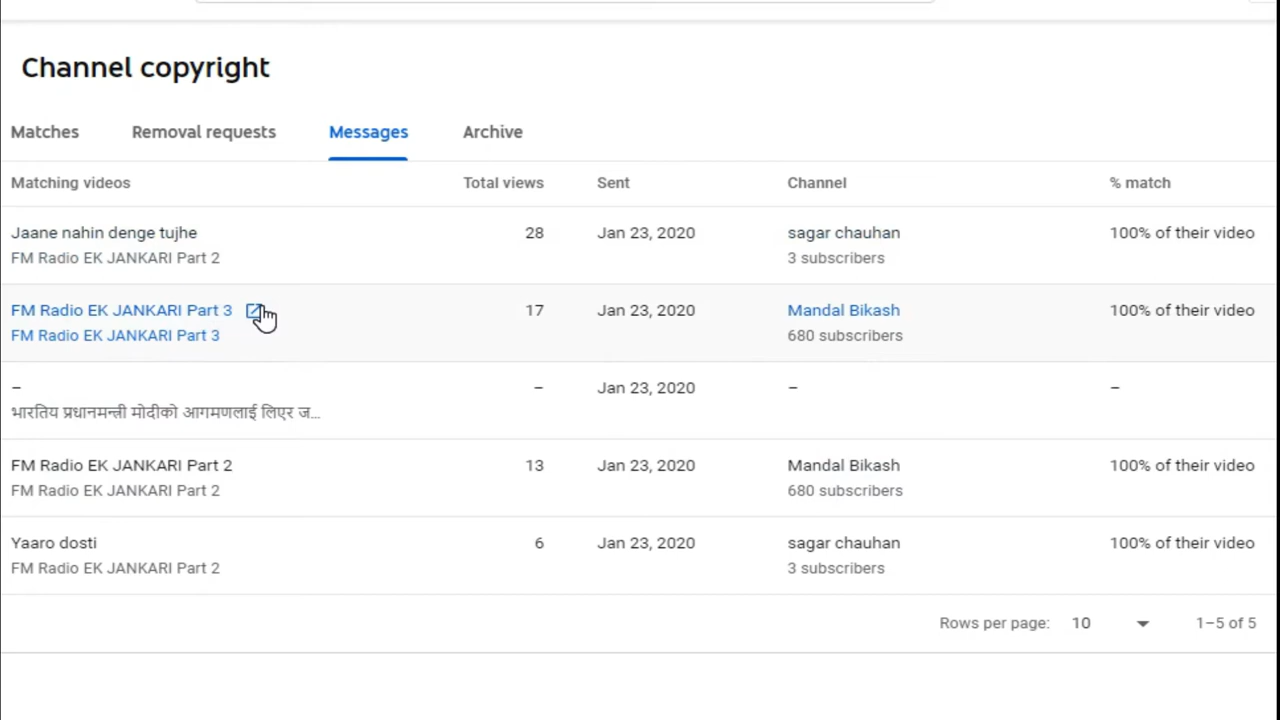 Channel copyright
Matches Removal requests Messages Archive
Matching videos Total views Sent Channel % match
Jaane nahin denge tujhe 28 Jan 23, 2020 sagar chauhan 100% of their video
FM Radio EK JANKARI Part 2 3 subscribers
FM Radio EK JANKARI Part 3 17 Jan 23, 2020 Mandal Bikash 100% of their video
FM Radio EK JANKARI Part 3 680 subscribers
– – Jan 23, 2020 – –
भारतिय प्रधानमन्त्री मोदीको आगमणलाई लिएर ज...
FM Radio EK JANKARI Part 2 13 Jan 23, 2020 Mandal Bikash 100% of their video
FM Radio EK JANKARI Part 2 680 subscribers
Yaaro dosti 6 Jan 23, 2020 sagar chauhan 100% of their video
FM Radio EK JANKARI Part 2 3 subscribers
Rows per page: 10 1–5 of 5